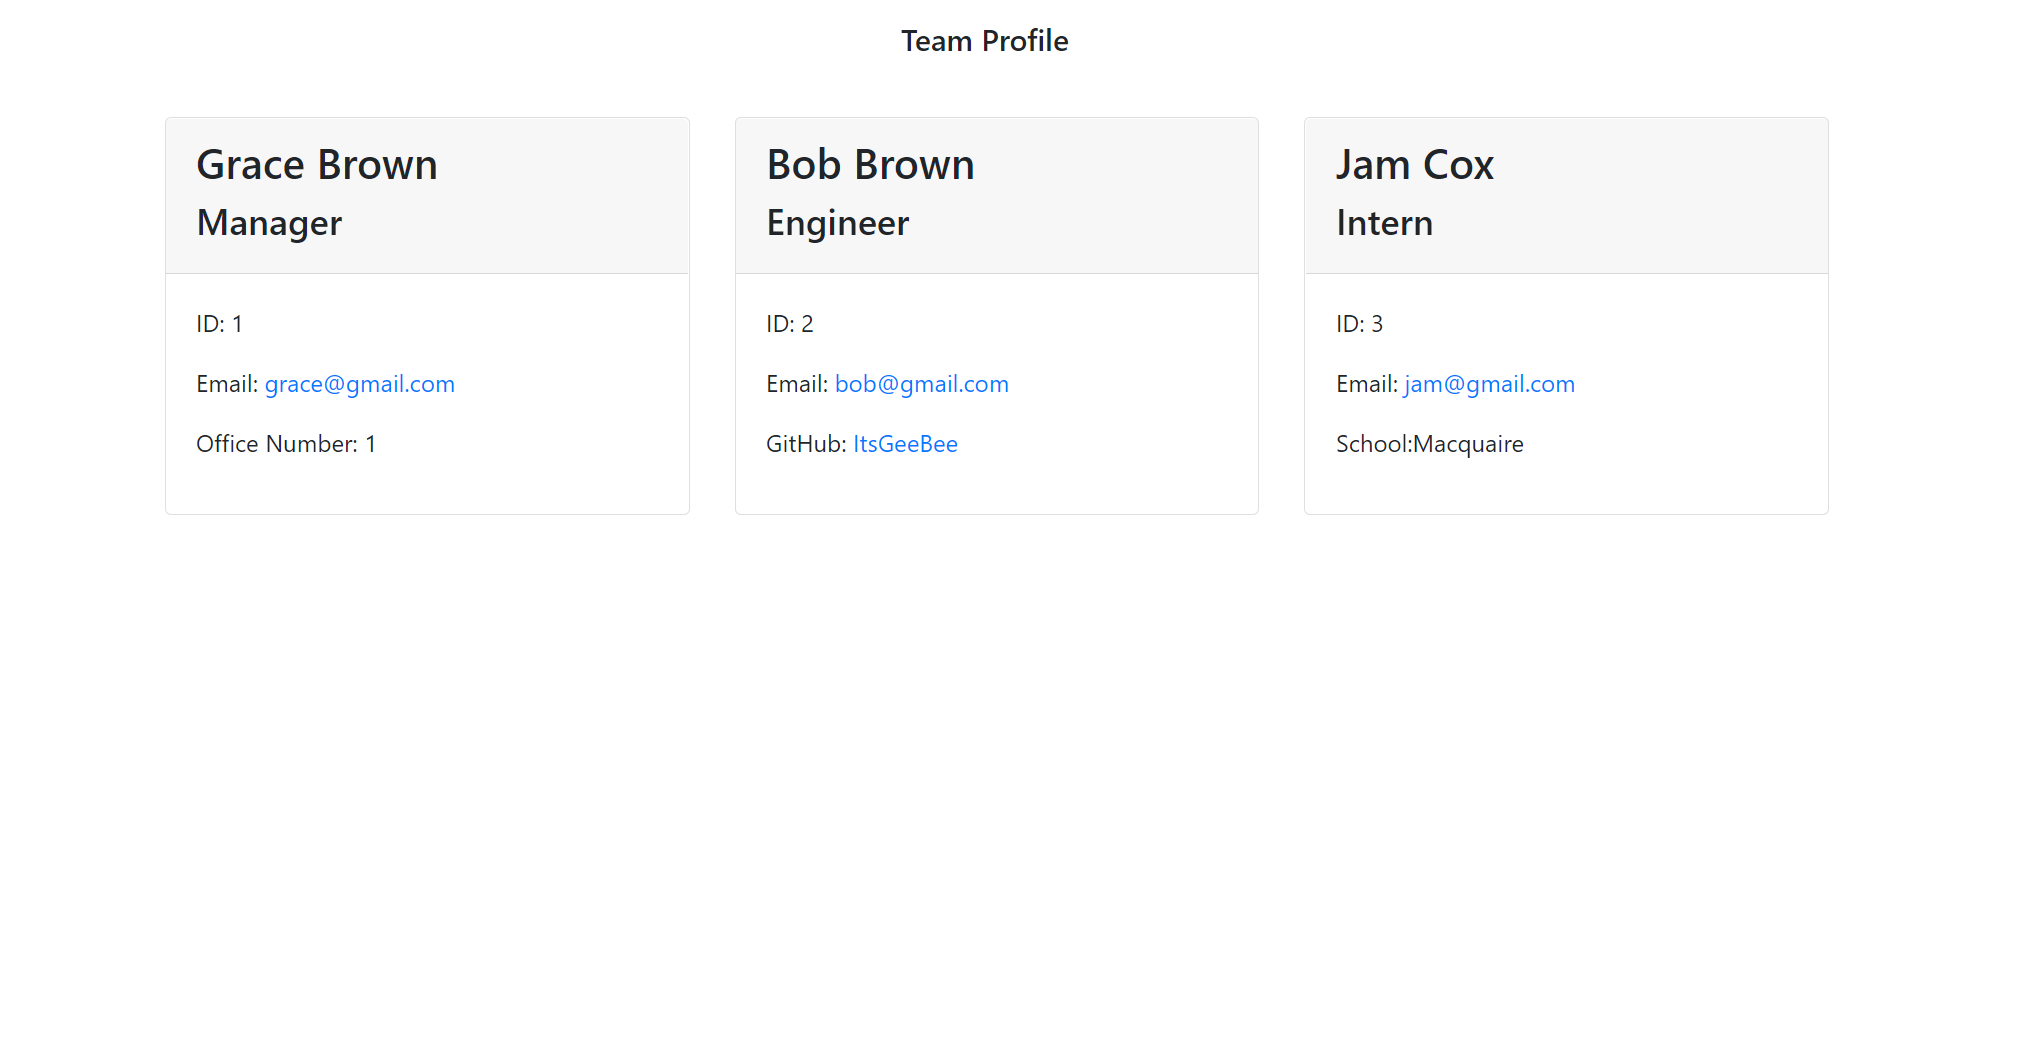 Team Profile
Grace Brown
Manager
ID: 1
Email: grace@gmail.com
Office Number: 1
Bob Brown
Engineer
ID: 2
Email: bob@gmail.com
GitHub: ItsGeeBee
Jam Cox
Intern
ID: 3
Email: jam@gmail.com
School:Macquaire